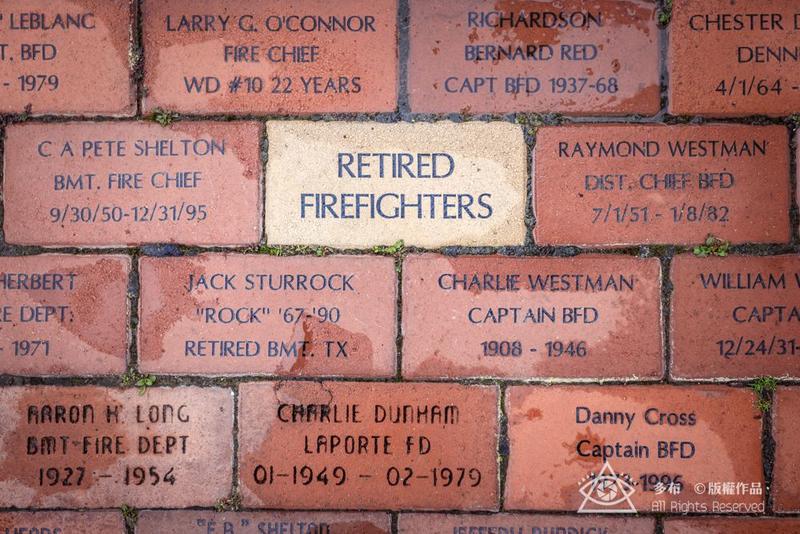 LEBLANC
T. BFD
- 1979
LARRY G. O'CONNOR
FIRE CHIEF
WD #10 22 YEARS
RICHARDSON
BERNARD RED
CAPT BFD 1937-68
CHESTER D
DENN
4/1/64 -
C A PETE SHELTON
BMT. FIRE CHIEF
9/30/50-12/31/95
RETIRED
FIREFIGHTERS
RAYMOND WESTMAN
DIST. CHIEF BFD
7/1/51 - 1/8/82
HERBERT
RE DEPT.
- 1971
JACK STURROCK
"ROCK" '67-'90
RETIRED BMT. TX
CHARLIE WESTMAN
CAPTAIN BFD
1908 - 1946
WILLIAM W
CAPTA
12/24/31-
AARON H LONG
BMT FIRE DEPT
1927 - 1954
CHARLIE DUNHAM
LAPORTE FD
01-1949 - 02-1979
Danny Cross
Captain BFD
1996
"E.B." SHELTON
多布 ©版權作品
All Rights Reserved